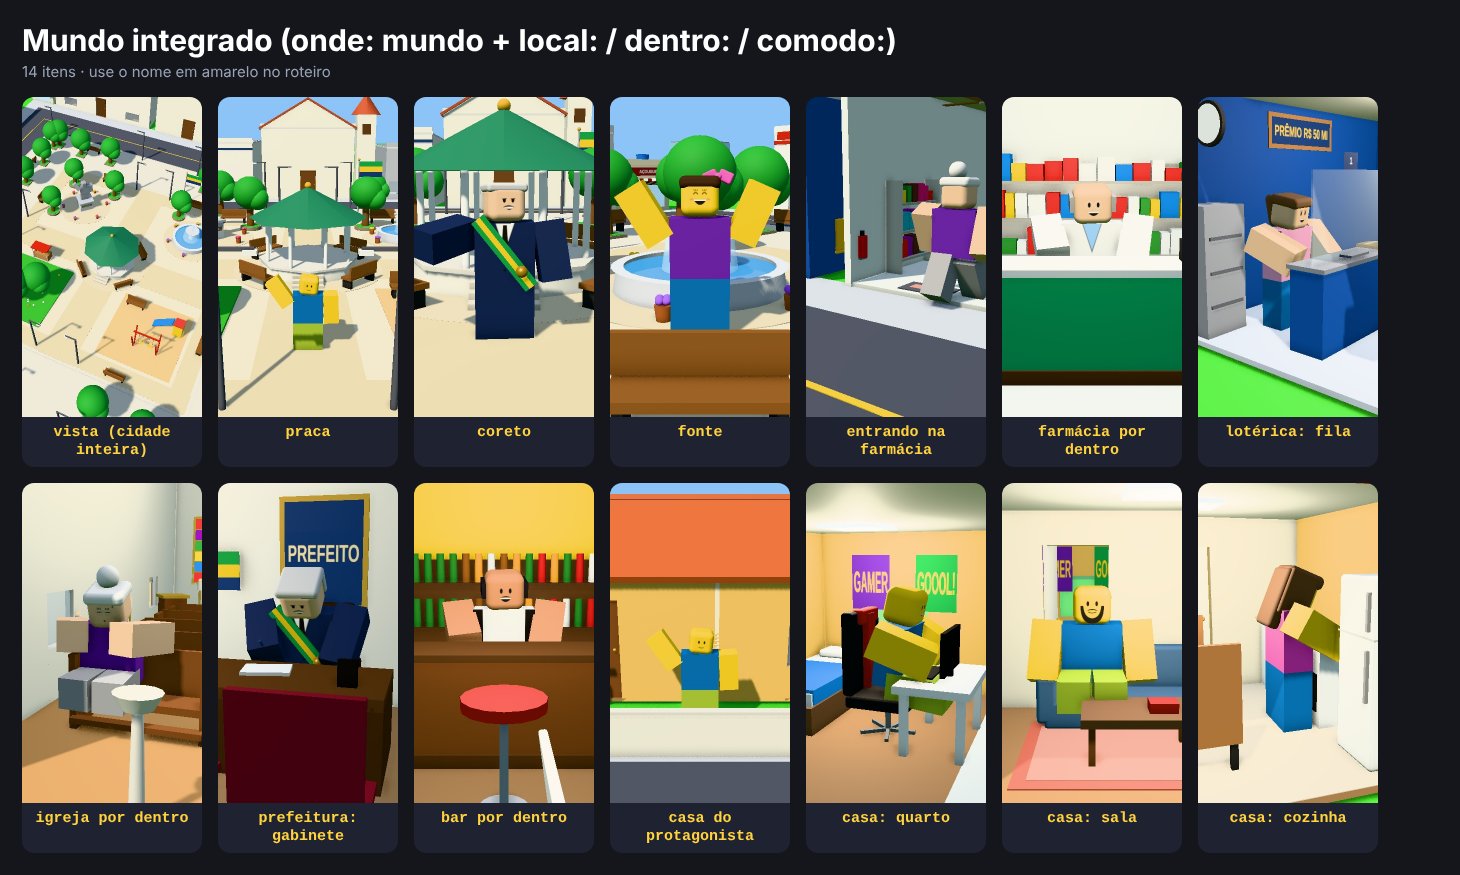 Mundo integrado (onde: mundo + local: / dentro: / comodo:)
14 itens · use o nome em amarelo no roteiro
PRÊMIO R$ 50 MI
1
vista (cidade
inteira)
praca
coreto
fonte
entrando na
farmácia
farmácia por
dentro
lotérica: fila
PREFEITO
GAMER
GOOOL!
igreja por dentro
prefeitura:
gabinete
bar por dentro
casa do
protagonista
casa: quarto
casa: sala
casa: cozinha